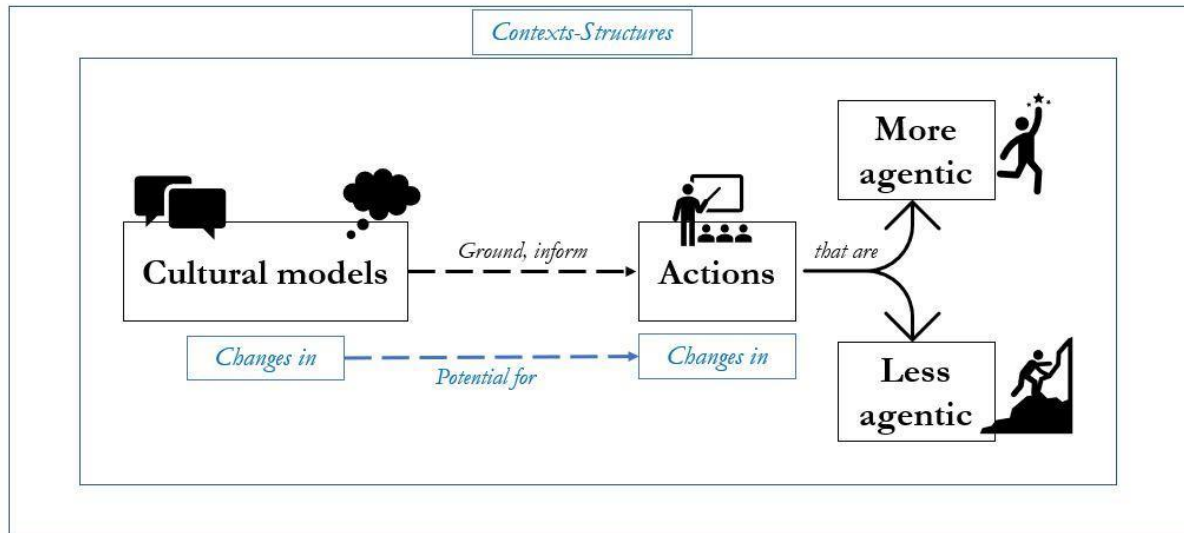 Contexts-Structures
More
agentic
Cultural models
Ground, inform
Actions
that are
Changes in
Potential for
Changes in
Less
agentic